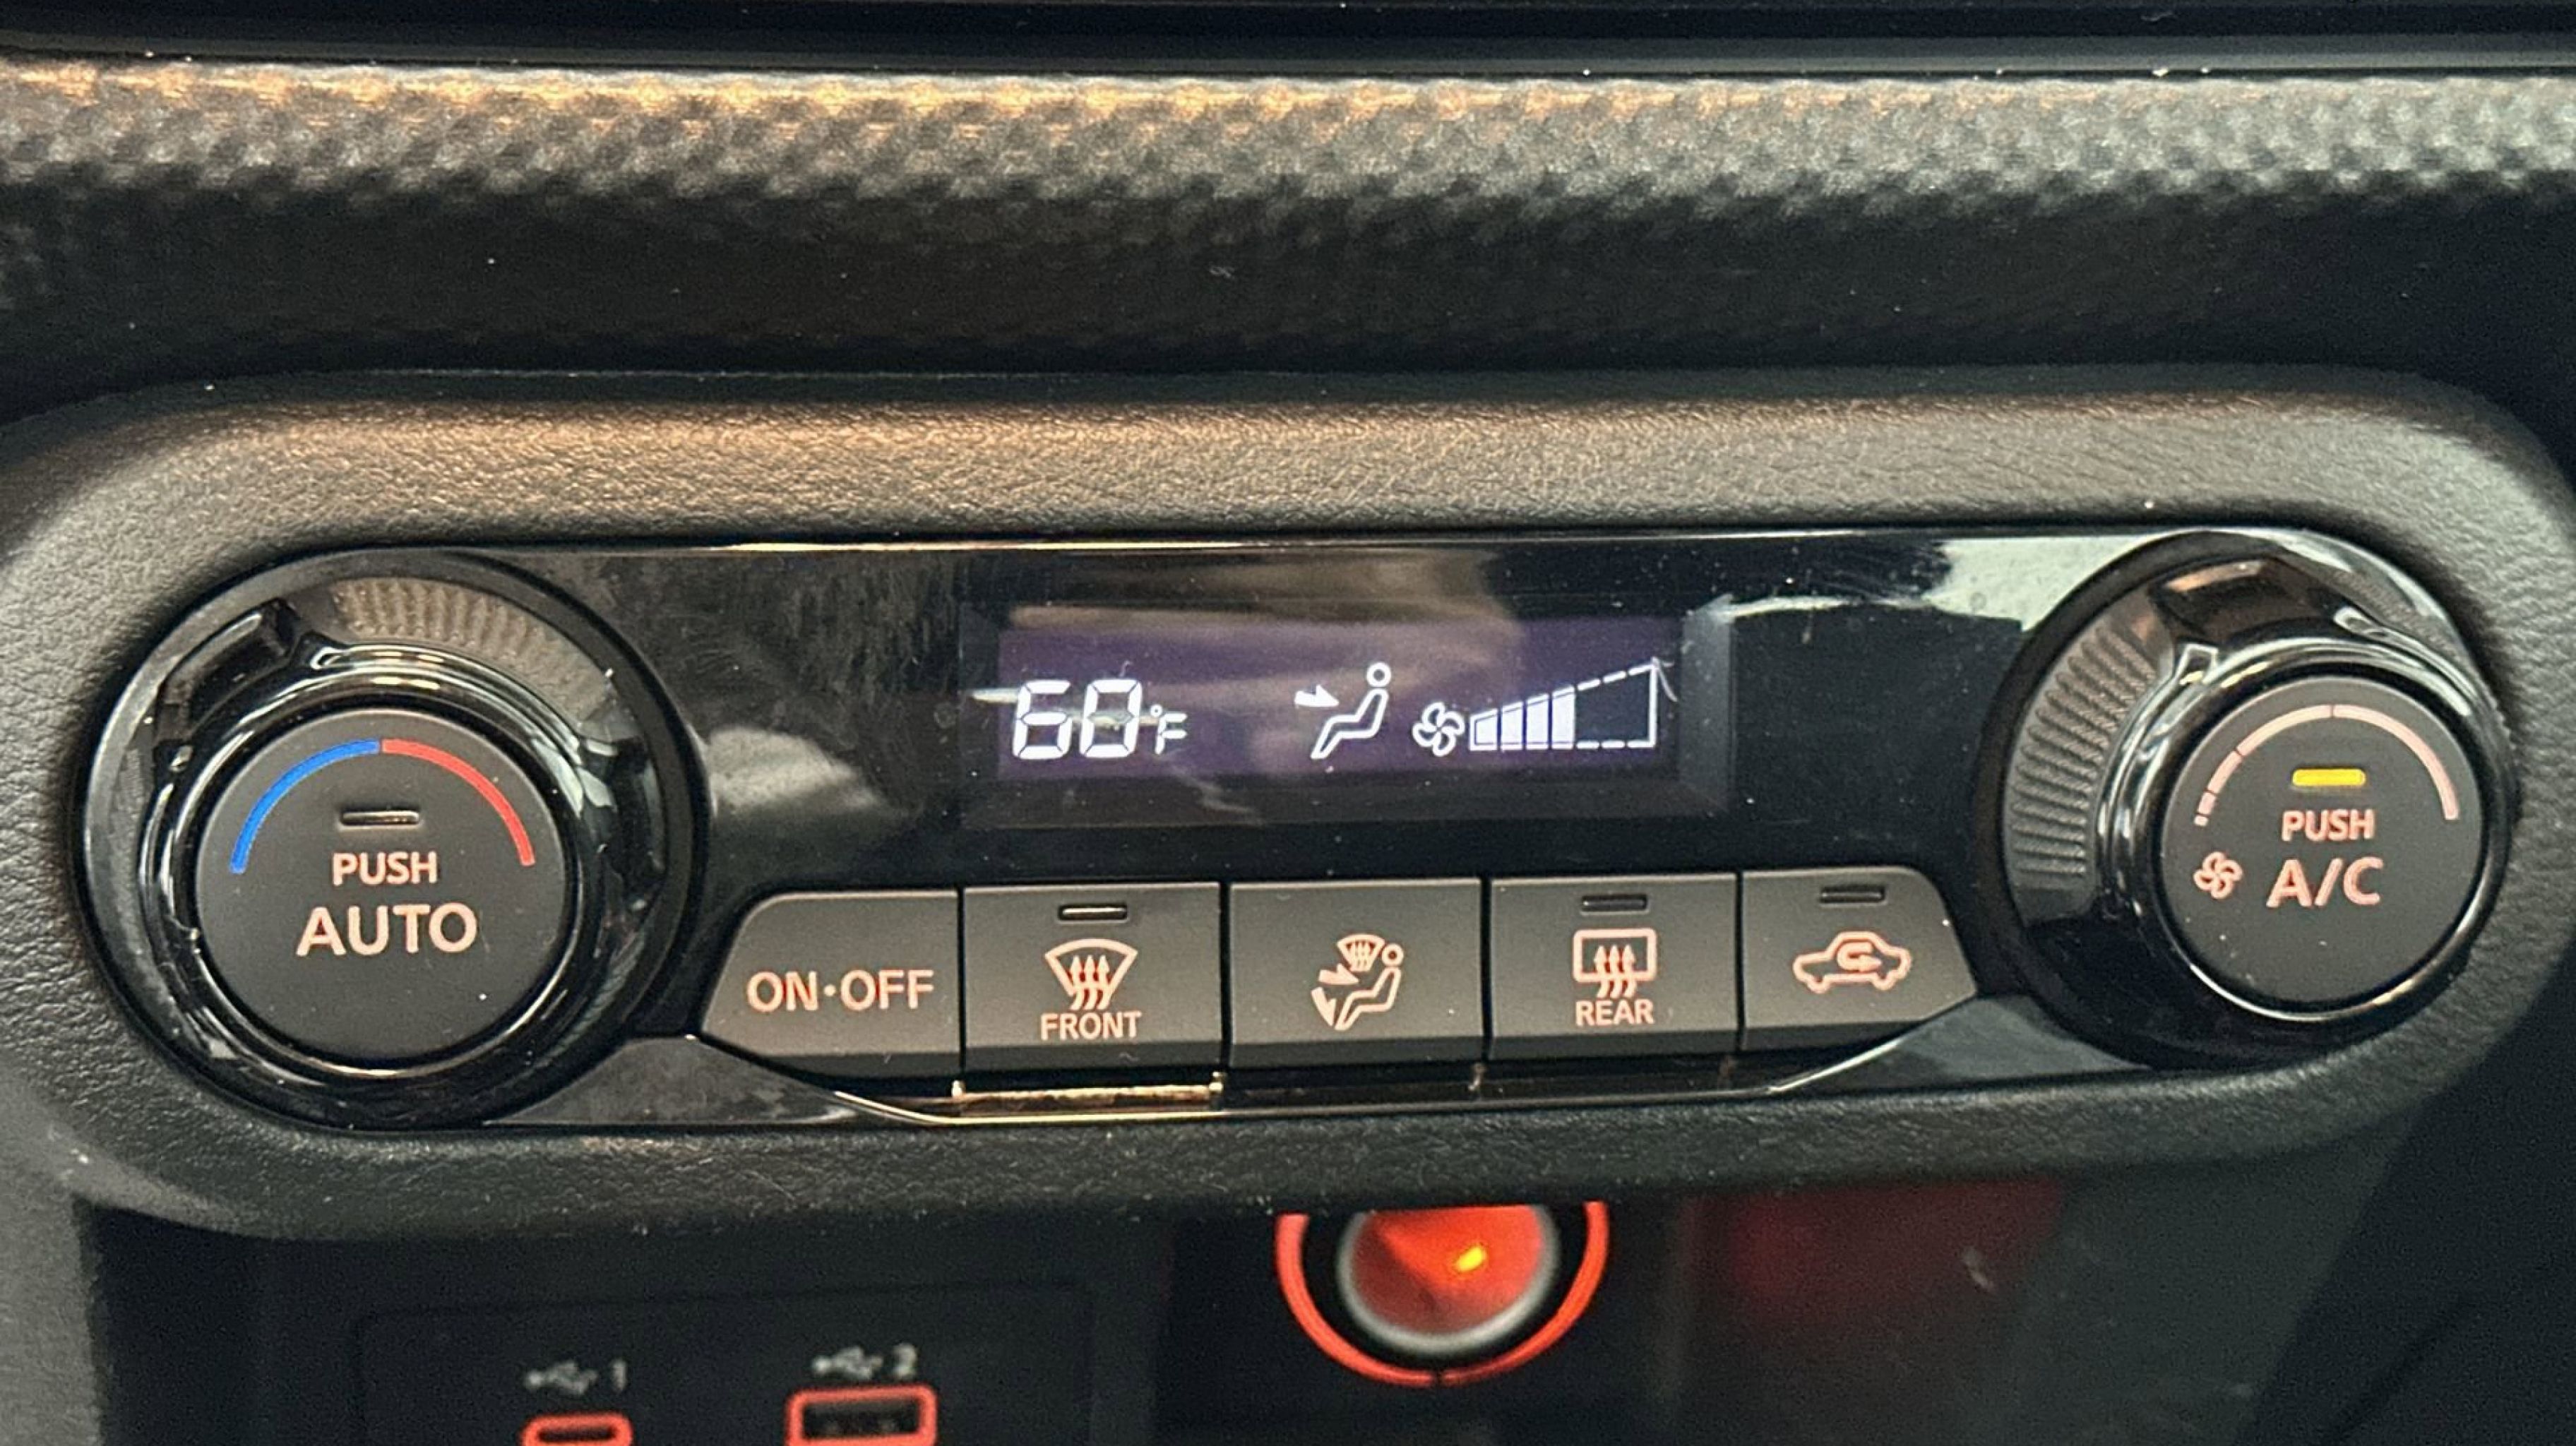 60°F
PUSH
AUTO
PUSH
A/C
ON•OFF
FRONT
REAR
1
2